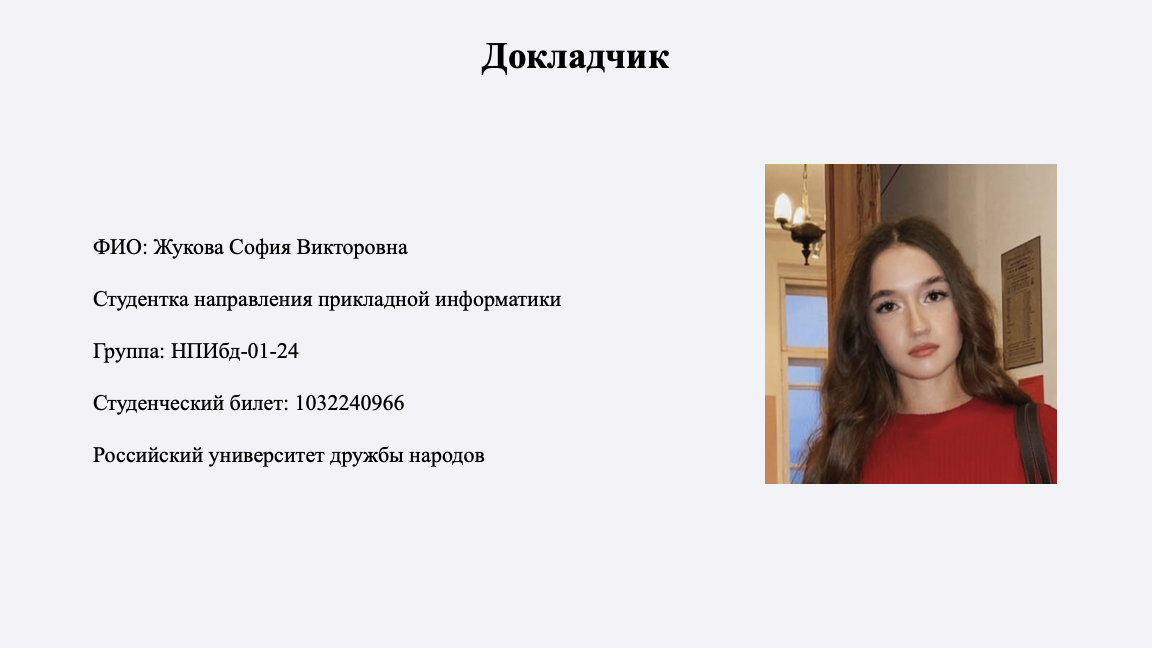 Докладчик
ФИО: Жукова София Викторовна
Студентка направления прикладной информатики
Группа: НПИбд-01-24
Студенческий билет: 1032240966
Российский университет дружбы народов